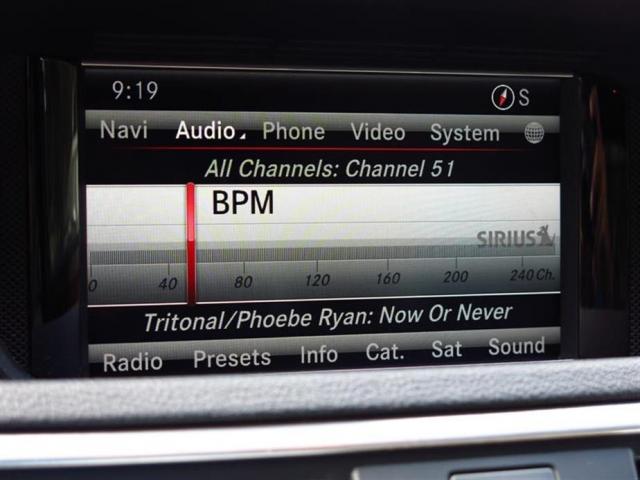 9:19 S
Navi Audio Phone Video System
All Channels: Channel 51
BPM
SIRIUS
0 40 80 120 160 200 240 Ch.
Tritonal/Phoebe Ryan: Now Or Never
Radio Presets Info Cat. Sat Sound